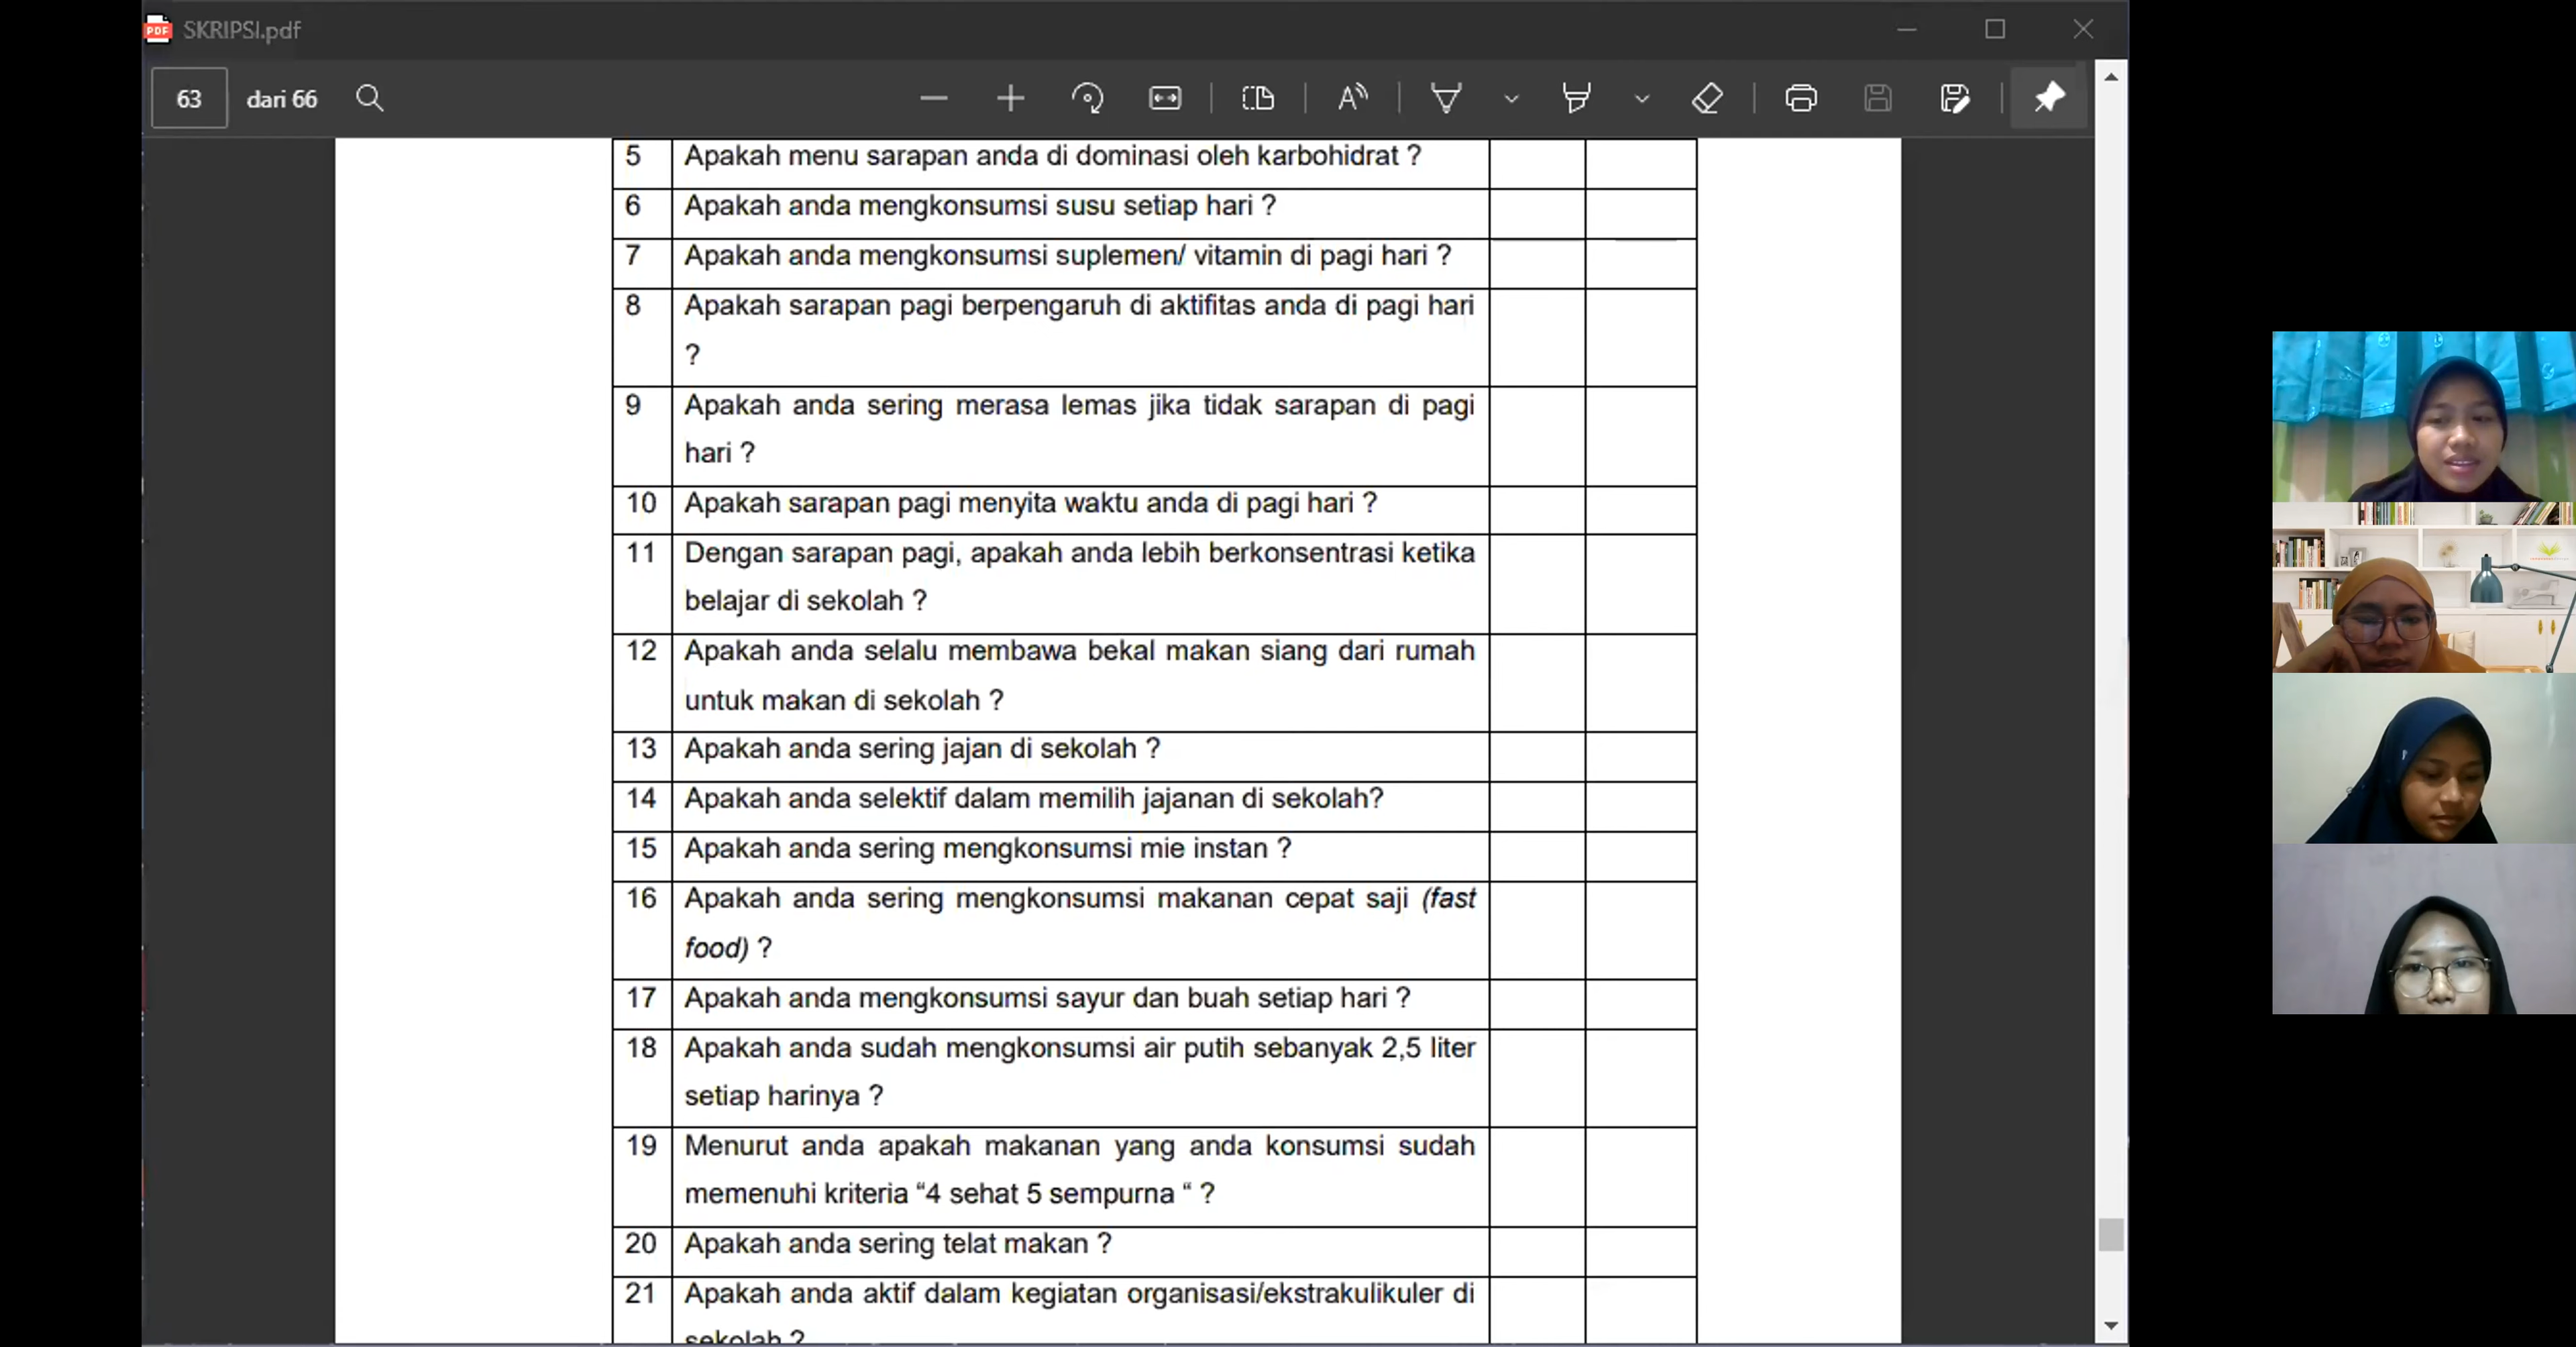 SKRIPSI.pdf
63 dari 66
5 Apakah menu sarapan anda di dominasi oleh karbohidrat ?
6 Apakah anda mengkonsumsi susu setiap hari ?
7 Apakah anda mengkonsumsi suplemen/ vitamin di pagi hari ?
8 Apakah sarapan pagi berpengaruh di aktifitas anda di pagi hari
?
9 Apakah anda sering merasa lemas jika tidak sarapan di pagi
hari ?
10 Apakah sarapan pagi menyita waktu anda di pagi hari ?
11 Dengan sarapan pagi, apakah anda lebih berkonsentrasi ketika
belajar di sekolah ?
12 Apakah anda selalu membawa bekal makan siang dari rumah
untuk makan di sekolah ?
13 Apakah anda sering jajan di sekolah ?
14 Apakah anda selektif dalam memilih jajanan di sekolah?
15 Apakah anda sering mengkonsumsi mie instan ?
16 Apakah anda sering mengkonsumsi makanan cepat saji (fast
food) ?
17 Apakah anda mengkonsumsi sayur dan buah setiap hari ?
18 Apakah anda sudah mengkonsumsi air putih sebanyak 2,5 liter
setiap harinya ?
19 Menurut anda apakah makanan yang anda konsumsi sudah
memenuhi kriteria “4 sehat 5 sempurna “ ?
20 Apakah anda sering telat makan ?
21 Apakah anda aktif dalam kegiatan organisasi/ekstrakulikuler di
sekolah ?